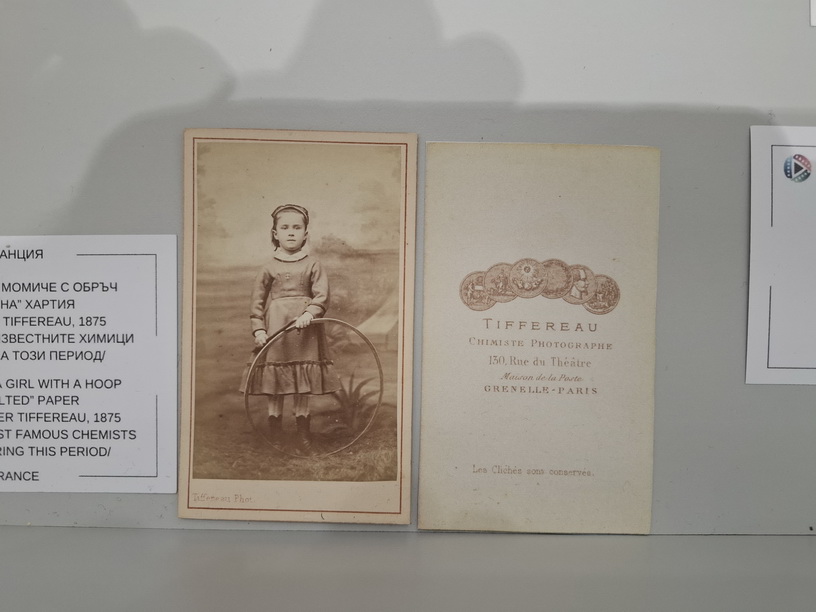 АНЦИЯ
МОМИЧЕ С ОБРЪЧ
НА" ХАРТИЯ
TIFFEREAU, 1875
ЗВЕСТНИТЕ ХИМИЦИ
А ТОЗИ ПЕРИОД/
A GIRL WITH A HOOP
LTED" PAPER
ER TIFFEREAU, 1875
ST FAMOUS CHEMISTS
RING THIS PERIOD/
RANCE
Tiffereau Phot.
TIFFEREAU
CHIMISTE PHOTOGRAPHE
130, Rue du Théâtre
Maison de la Poste
GRENELLE-PARIS
Les Clichés sont conservés.